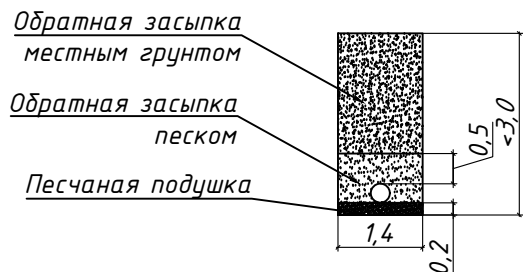 Обратная засыпка
местным грунтом
Обратная засыпка
песком
Песчаная подушка
0,5
<3,0
1,4
0,2